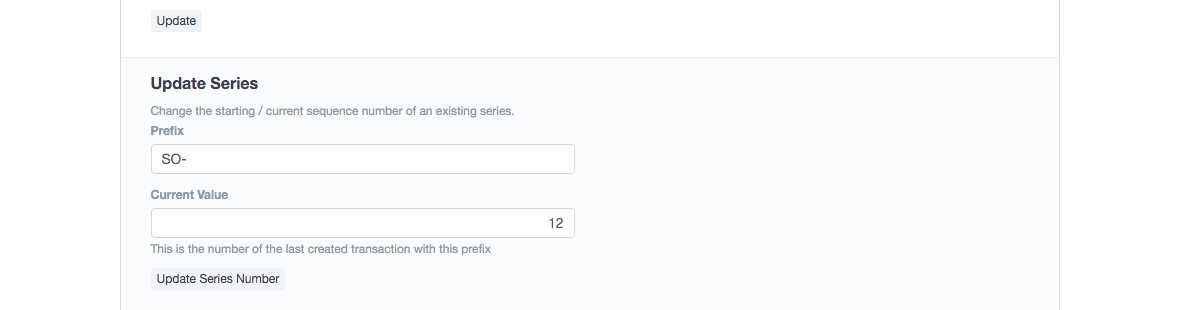 Update
Update Series
Change the starting / current sequence number of an existing series.
Prefix
SO-
Current Value
12
This is the number of the last created transaction with this prefix
Update Series Number